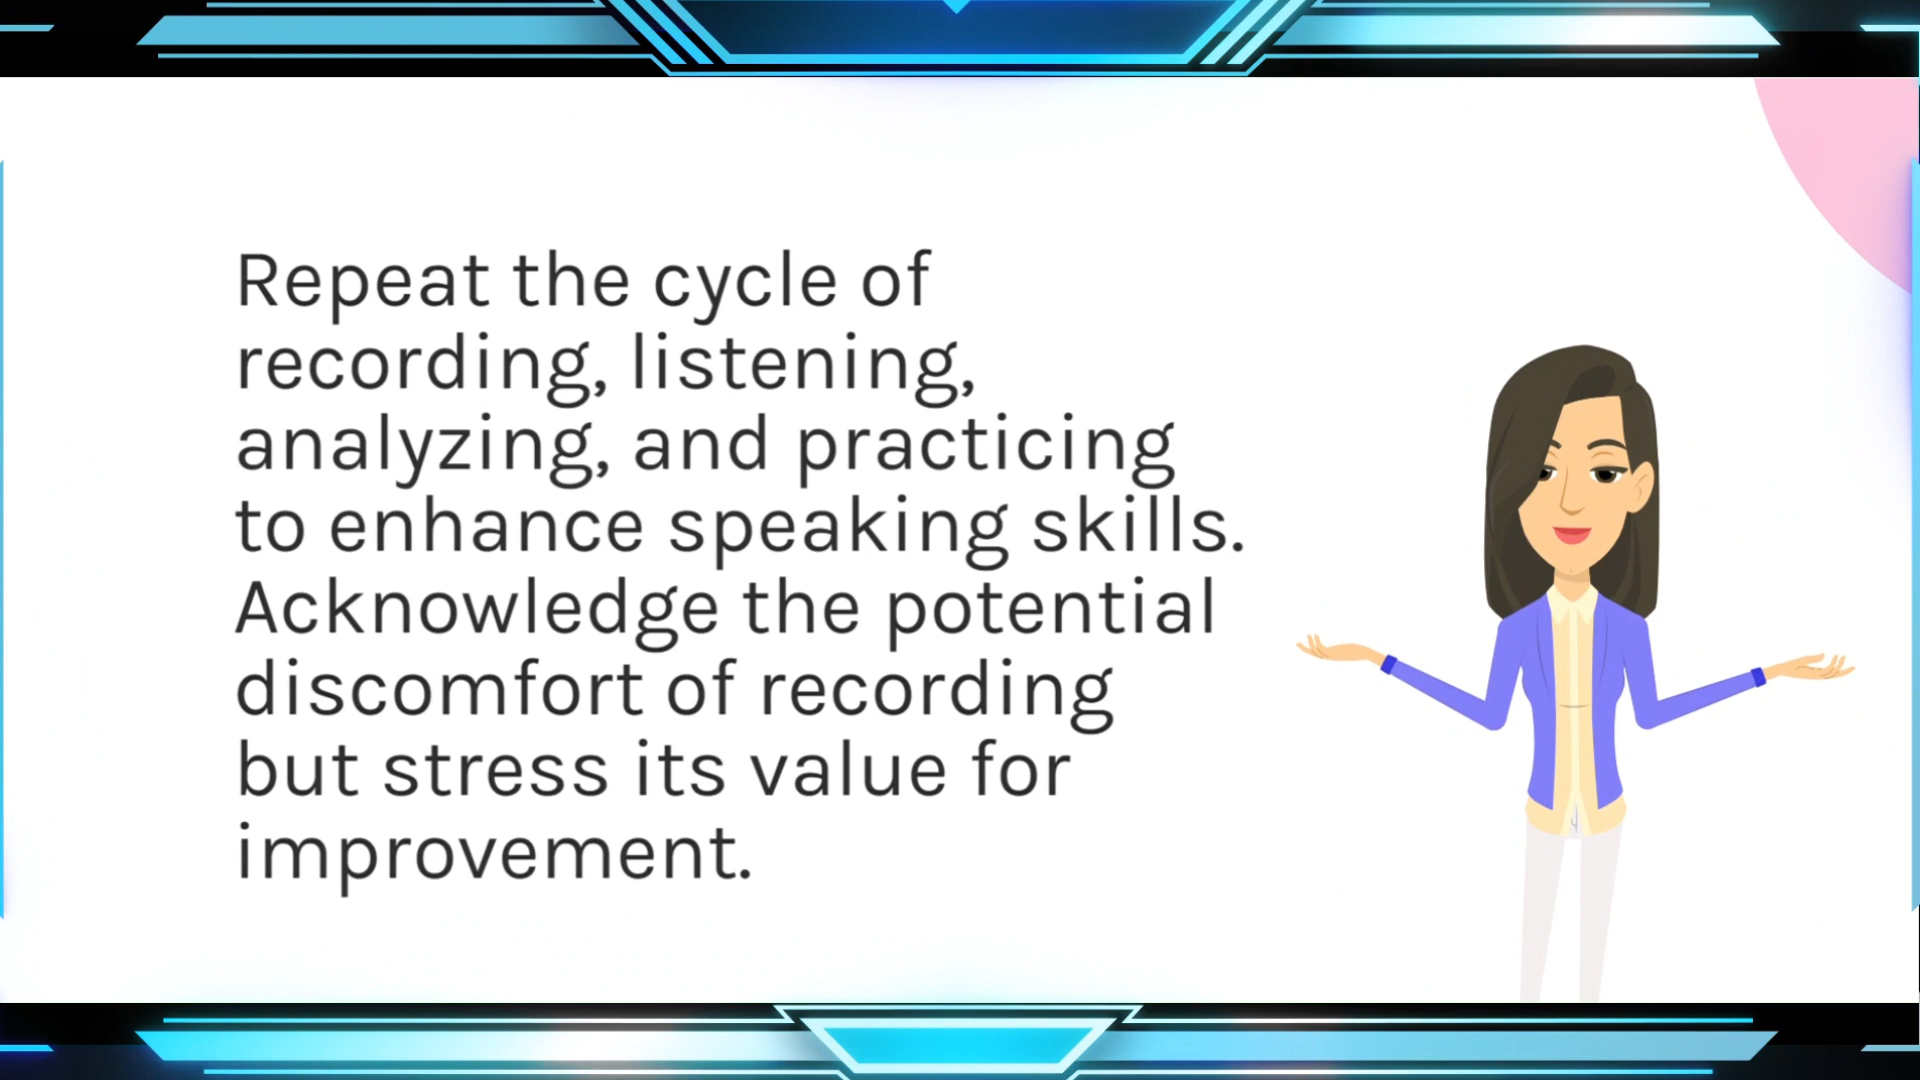 Repeat the cycle of
recording, listening,
analyzing, and practicing
to enhance speaking skills.
Acknowledge the potential
discomfort of recording
but stress its value for
improvement.